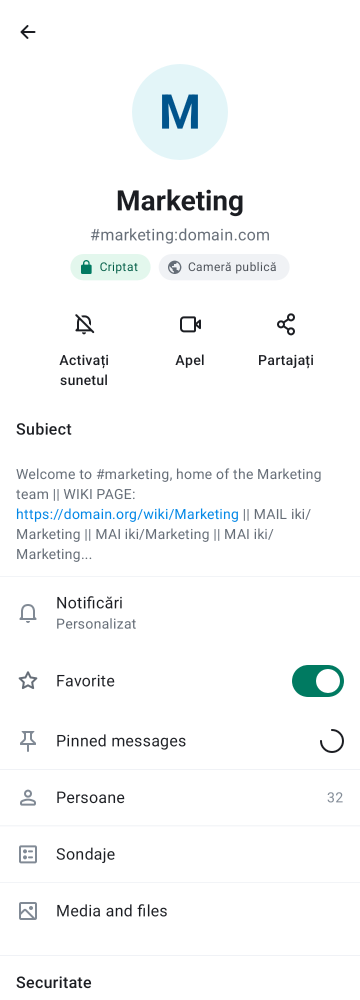 M
Marketing
#marketing:domain.com
Criptat
Cameră publică
Activați
sunetul
Apel
Partajați
Subiect
Welcome to #marketing, home of the Marketing
team || WIKI PAGE:
https://domain.org/wiki/Marketing || MAIL iki/
Marketing || MAI iki/Marketing || MAI iki/
Marketing...
Notificări
Personalizat
Favorite
Pinned messages
Persoane
32
Sondaje
Media and files
Securitate